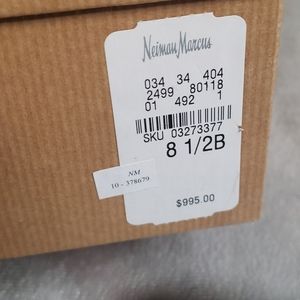 Neiman Marcus
034 34 404
2499 80118
01 492 1
SKU 03273377
8 1/2B
NM
10 - 378679
$995.00